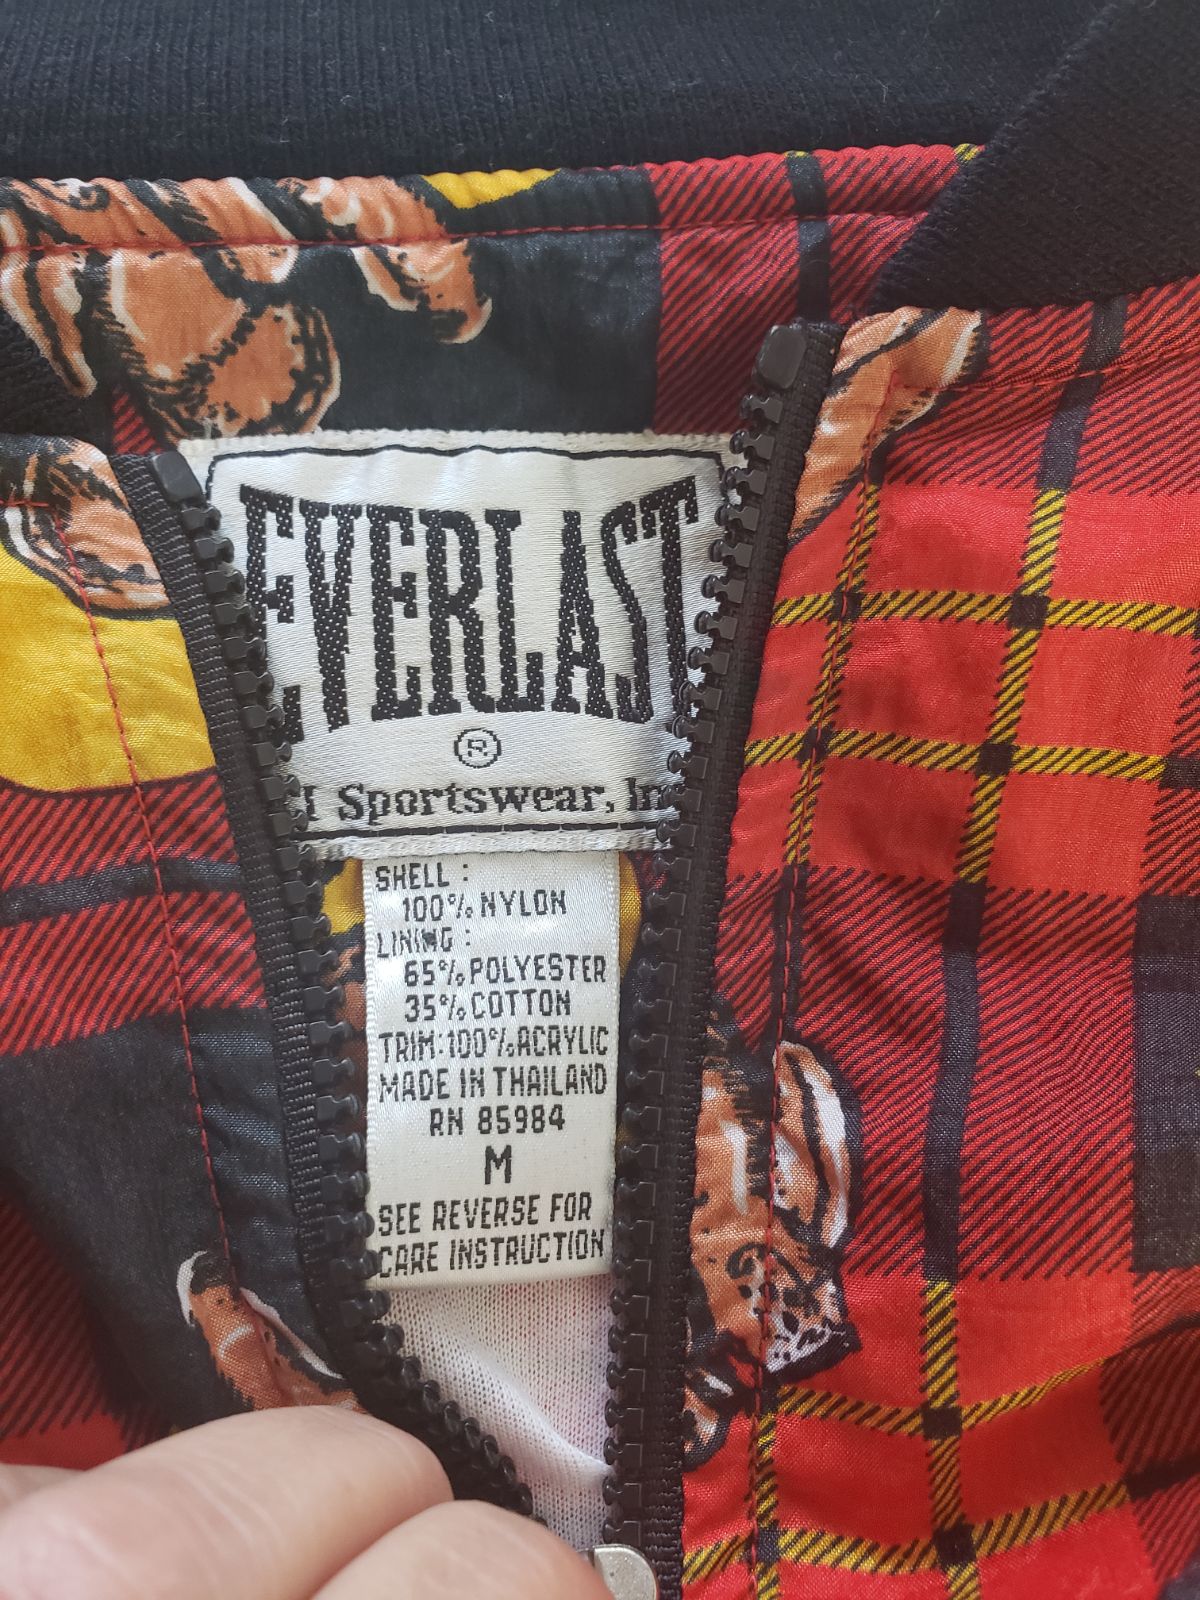 EVERLAST
®
Sportswear,
SHELL :
100% NYLON
LINING :
65% POLYESTER
35% COTTON
TRIM: 100% ACRYLIC
MADE IN THAILAND
RN 85984
M
SEE REVERSE FOR
CARE INSTRUCTION